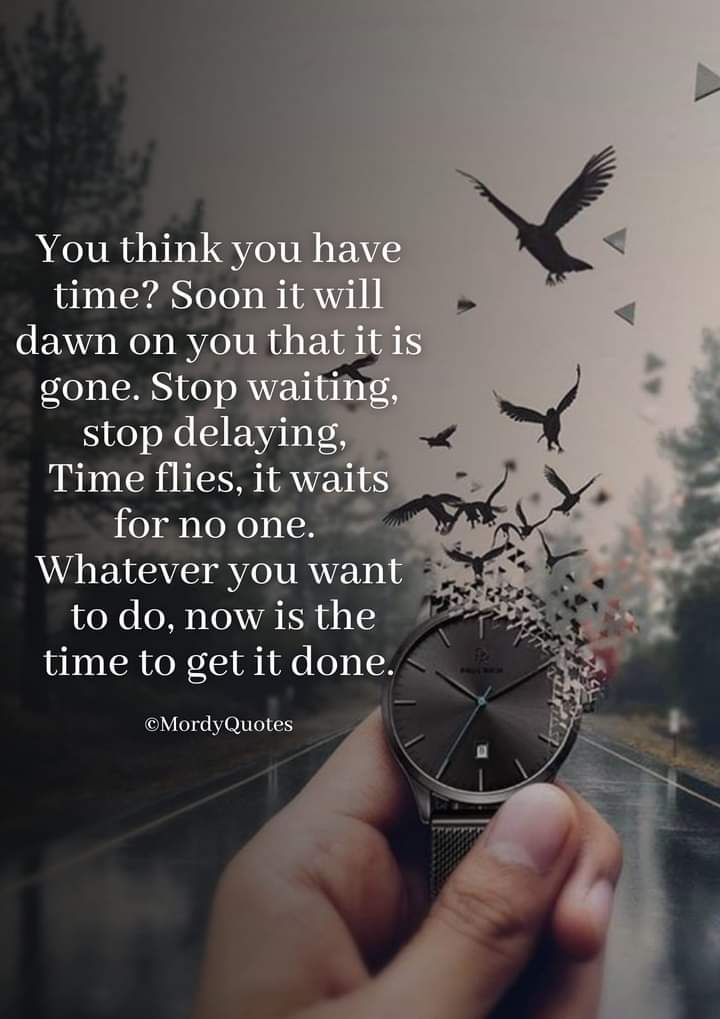 You think you have
time? Soon it will
dawn on you that it is
gone. Stop waiting,
stop delaying,
Time flies, it waits
for no one.
Whatever you want
to do, now is the
time to get it done.
©MordyQuotes
PAUL RICH